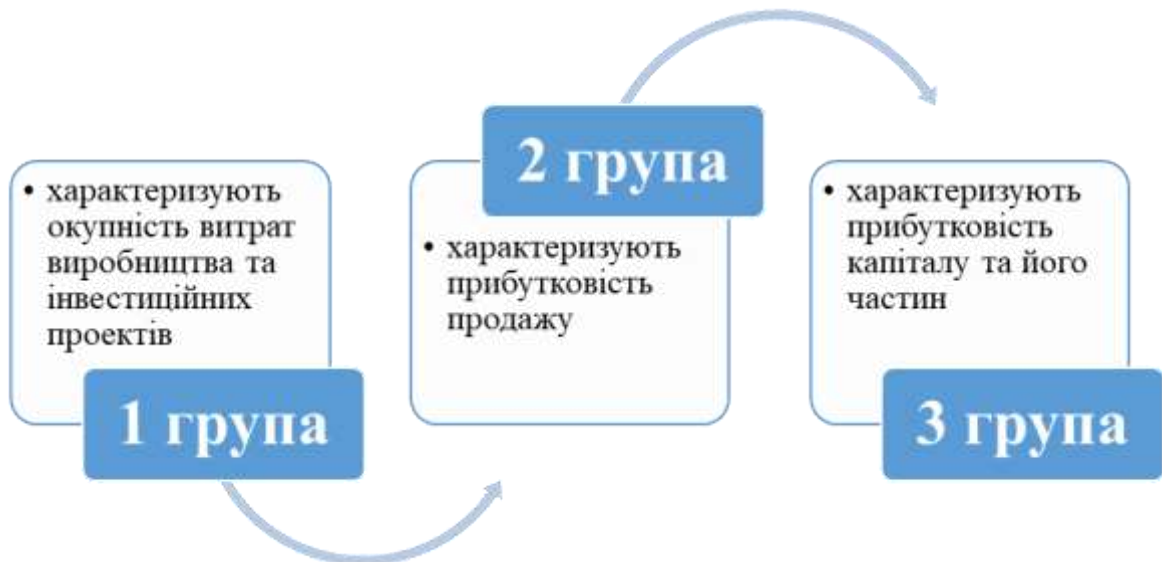 • характеризують
окупність витрат
виробництва та
інвестиційних
проектів
1 група
2 група
• характеризують
прибутковість
продажу
• характеризують
прибутковість
капіталу та його
частин
3 група